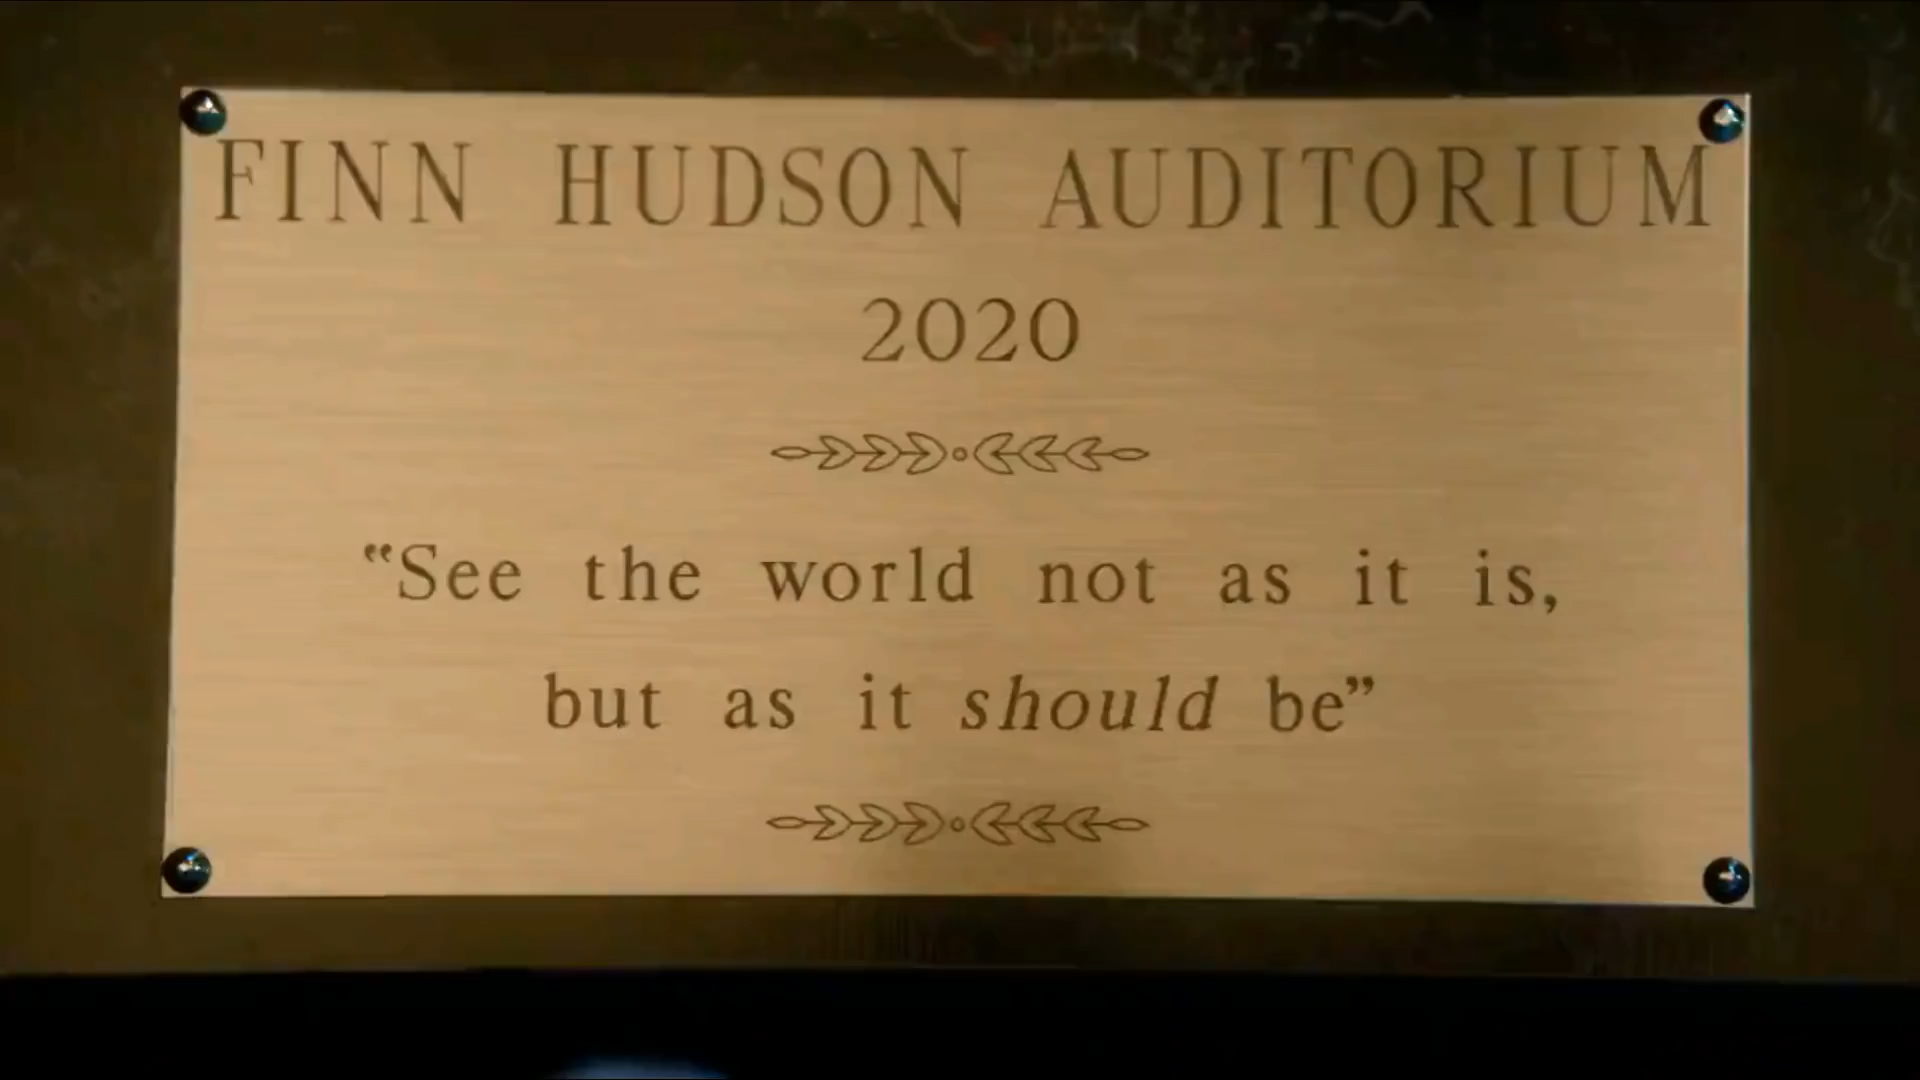 FINN HUDSON AUDITORIUM
2020
“See the world not as it is,
but as it should be”